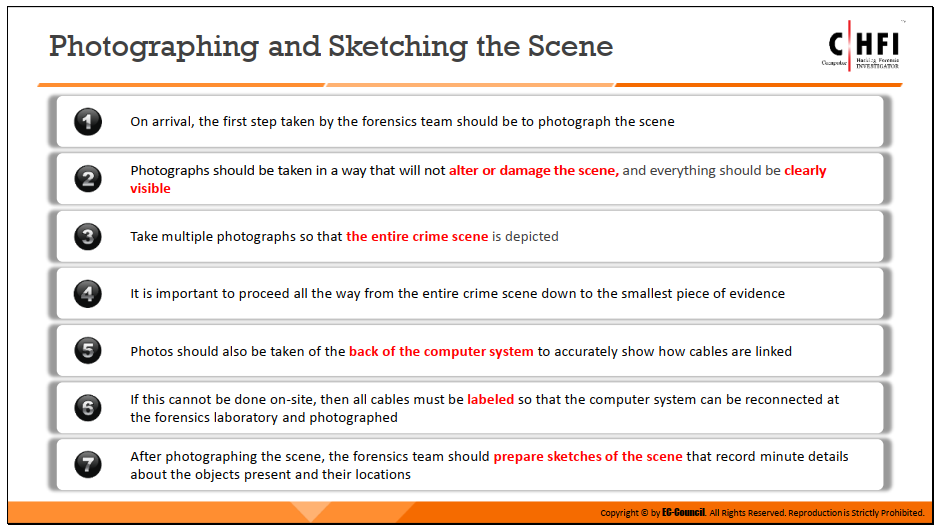 Photographing and Sketching the Scene
C HFI
Computer Hacking Forensic
INVESTIGATOR
1 On arrival, the first step taken by the forensics team should be to photograph the scene
2 Photographs should be taken in a way that will not alter or damage the scene, and everything should be clearly
visible
3 Take multiple photographs so that the entire crime scene is depicted
4 It is important to proceed all the way from the entire crime scene down to the smallest piece of evidence
5 Photos should also be taken of the back of the computer system to accurately show how cables are linked
6 If this cannot be done on-site, then all cables must be labeled so that the computer system can be reconnected at
the forensics laboratory and photographed
7 After photographing the scene, the forensics team should prepare sketches of the scene that record minute details
about the objects present and their locations
Copyright © by EC-Council. All Rights Reserved. Reproduction is Strictly Prohibited.